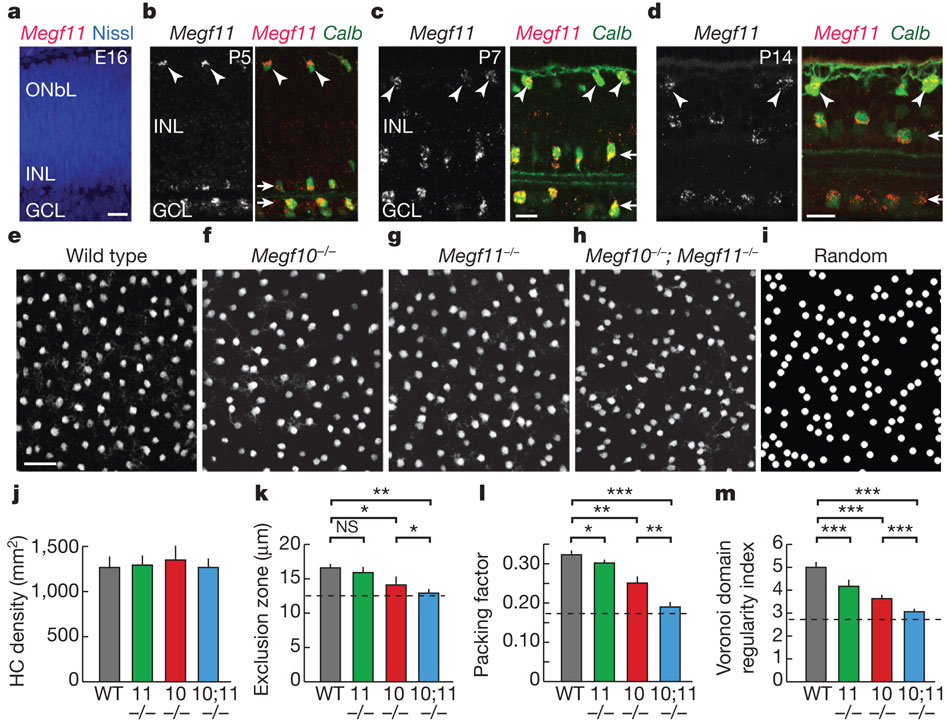 a b c d
Megf11 Nissl Megf11 Megf11 Calb Megf11 Megf11 Calb Megf11 Megf11 Calb
E16 P5 P7 P14
ONbL
INL INL INL
INL
GCL GCL GCL
e f g h i
Wild type Megf10–/– Megf11–/– Megf10–/–; Megf11–/– Random
j
HC density (mm2)
1,500
1,000
500
0
WT 11 10 10;11
–/– –/–
k
** * NS *
Exclusion zone (μm)
20
15
10
5
0
WT 11 10 10;11
–/– –/–
l
*** ** * **
Packing factor
0.30
0.20
0.10
0
WT 11 10 10;11
–/– –/–
m
*** *** *** ***
Voronoi domain
regularity index
6
5
4
3
2
1
0
WT 11 10 10;11
–/– –/–